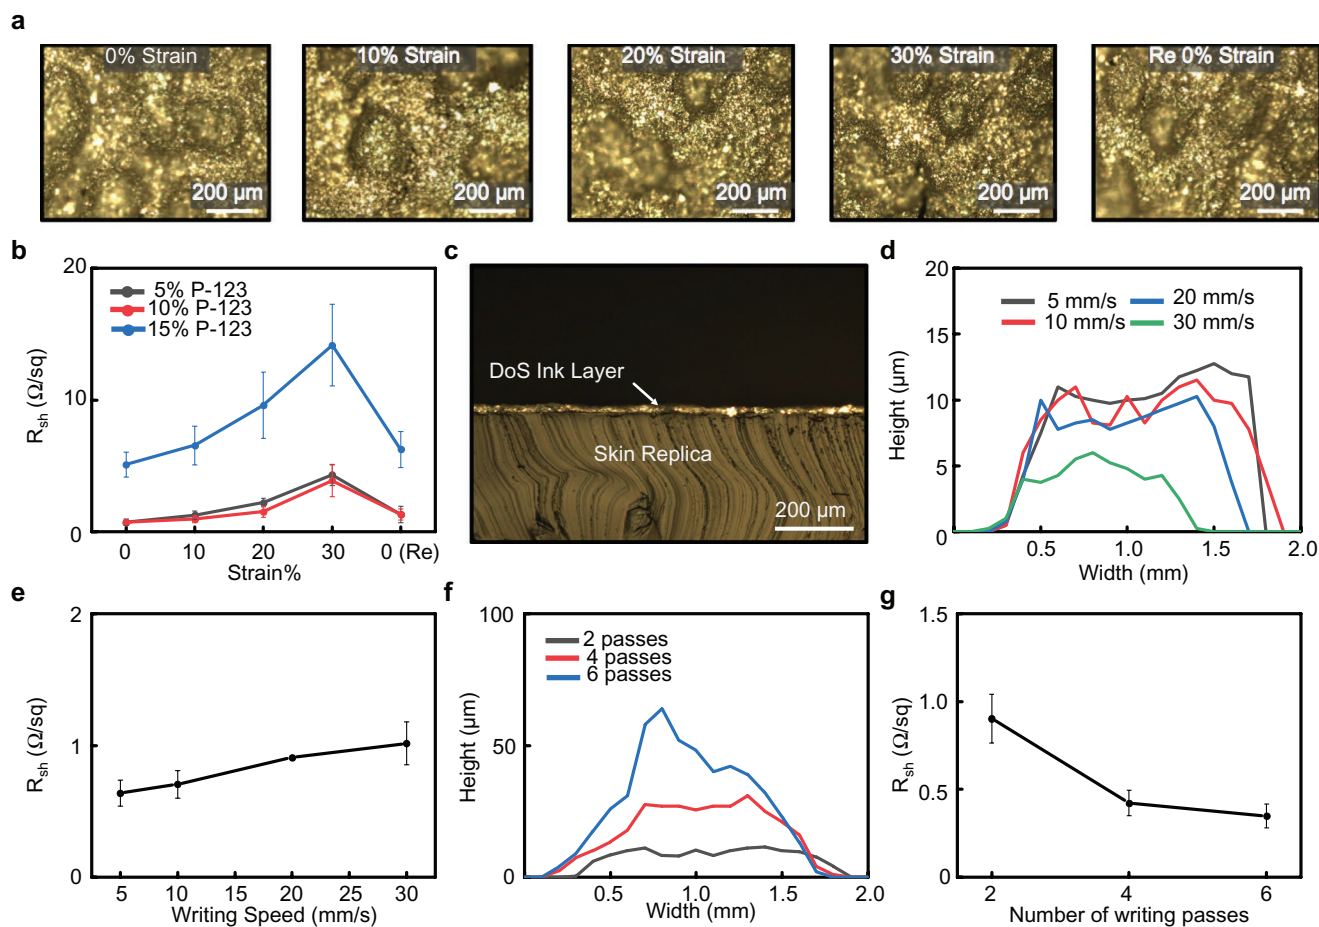 a
0% Strain
10% Strain
20% Strain
30% Strain
Re 0% Strain
200 μm
200 μm
200 μm
200 μm
200 μm
b
20
10
0
Rsh (Ω/sq)
5% P-123
10% P-123
15% P-123
0 10 20 30 0 (Re)
Strain%
c
DoS Ink Layer
Skin Replica
200 μm
d
20
15
10
5
0
Height (μm)
5 mm/s
10 mm/s
20 mm/s
30 mm/s
0.5 1.0 1.5 2.0
Width (mm)
e
2
1
0
Rsh (Ω/sq)
5 10 15 20 25 30
Writing Speed (mm/s)
f
100
50
0
Height (μm)
2 passes
4 passes
6 passes
0.5 1.0 1.5 2.0
Width (mm)
g
1.5
1.0
0.5
0
Rsh (Ω/sq)
2 4 6
Number of writing passes